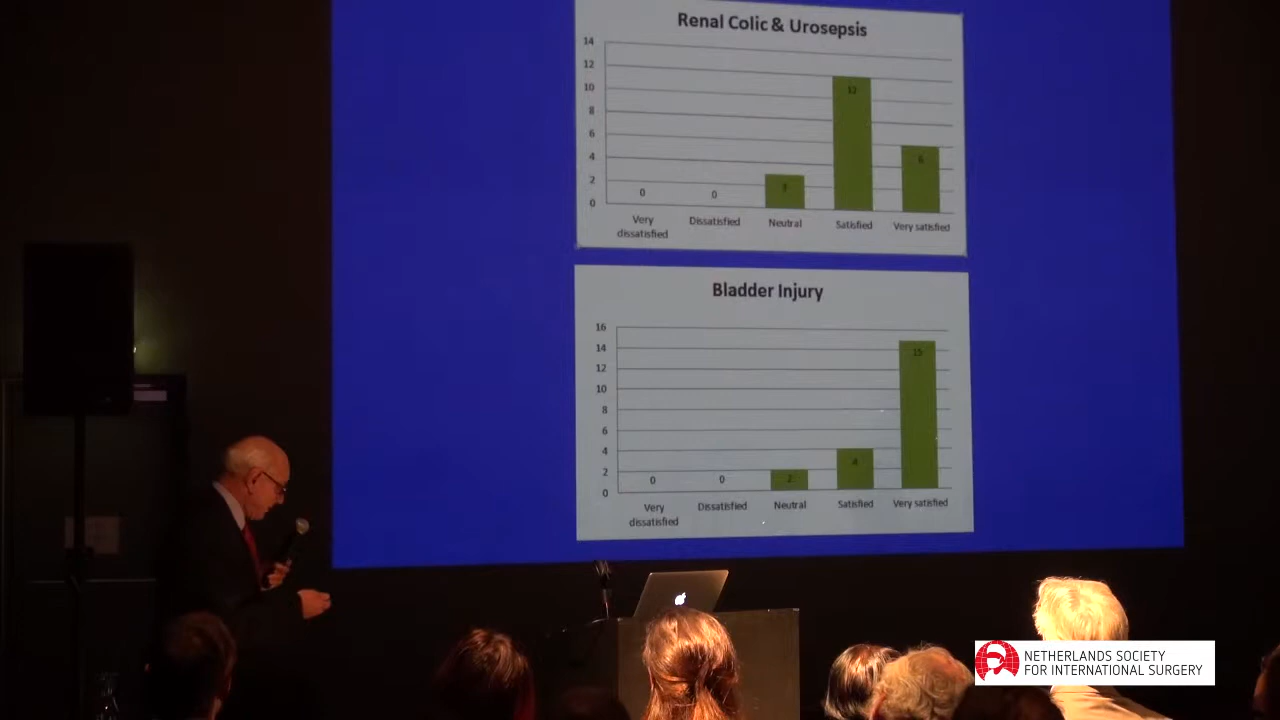 Renal Colic & Urosepsis
14
12
10
8
6
4
2
0
0
0
12
6
Very dissatisfied
Dissatisfied
Neutral
Satisfied
Very satisfied
Bladder Injury
16
14
12
10
8
6
4
2
0
0
0
2
4
15
Very dissatisfied
Dissatisfied
Neutral
Satisfied
Very satisfied
NETHERLANDS SOCIETY
FOR INTERNATIONAL SURGERY